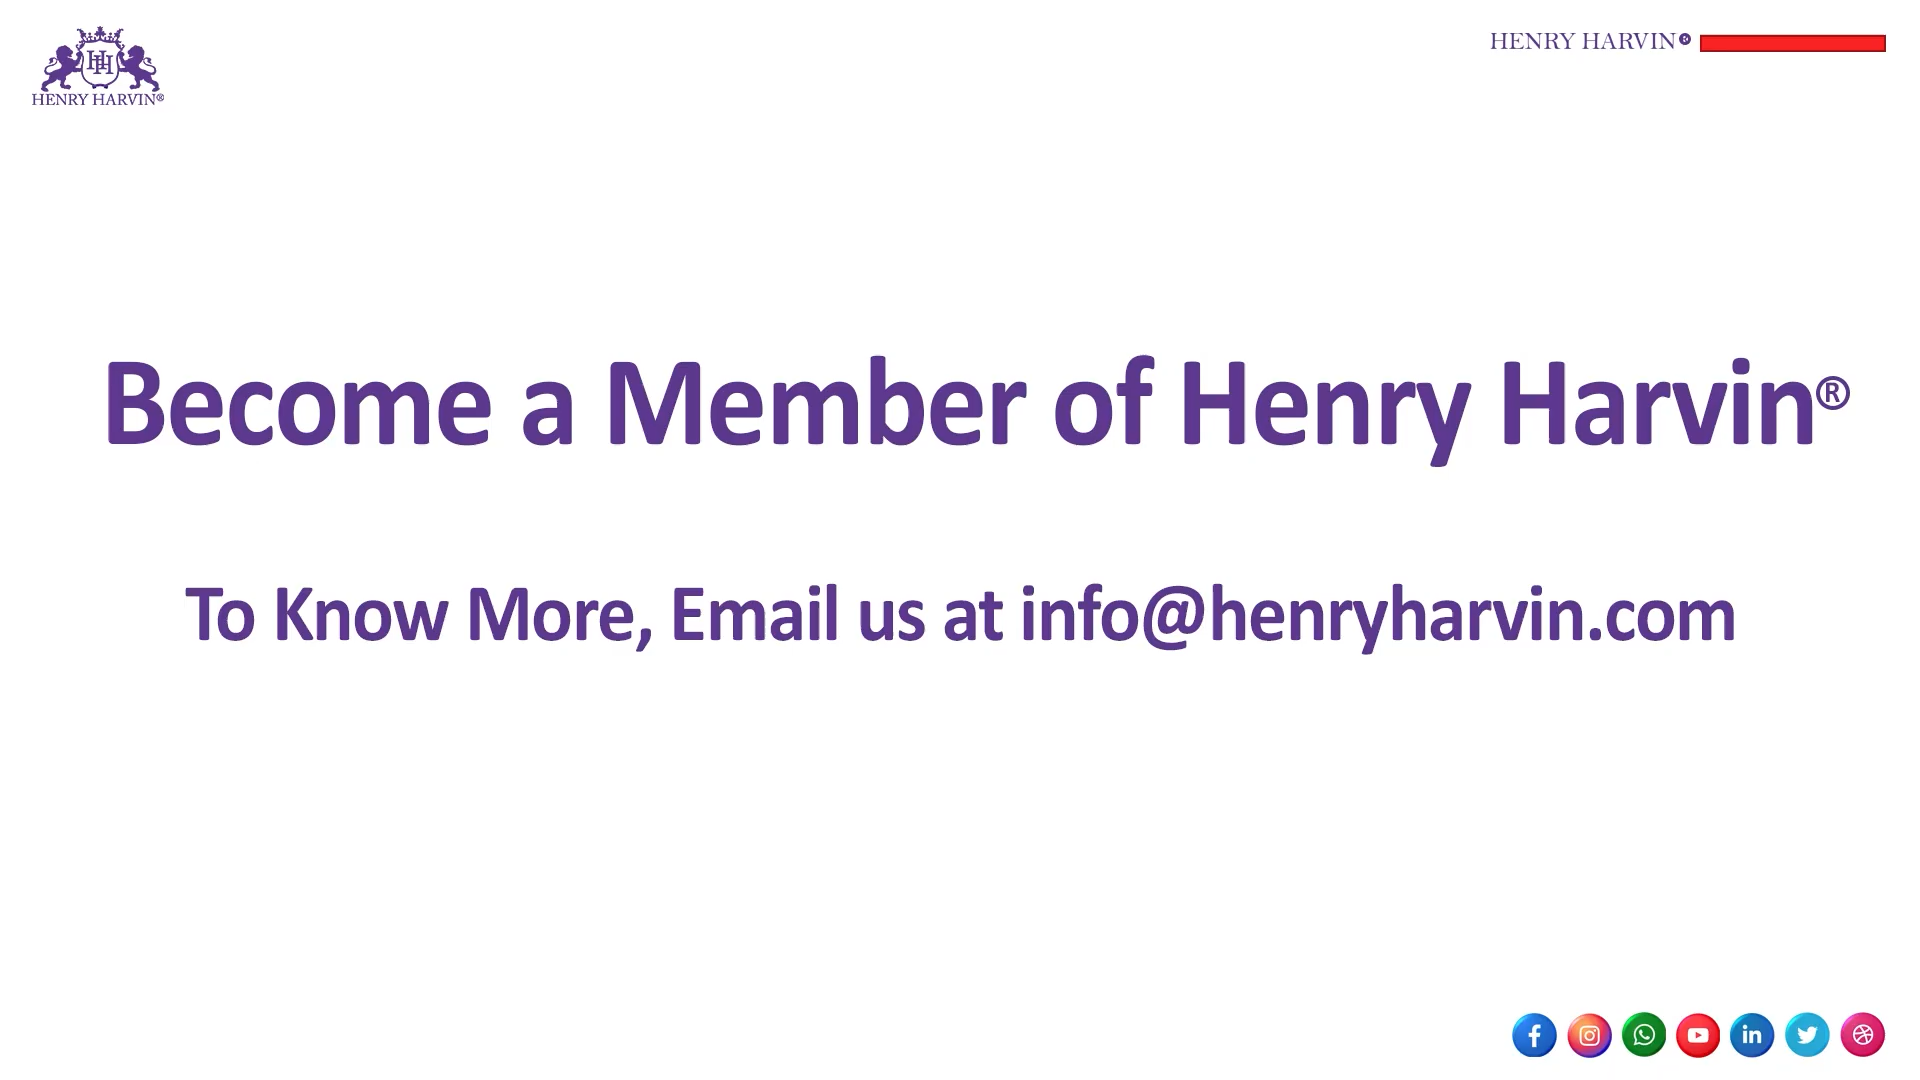 HENRY HARVIN®
HENRY HARVIN®
Become a Member of Henry Harvin®
To Know More, Email us at info@henryharvin.com